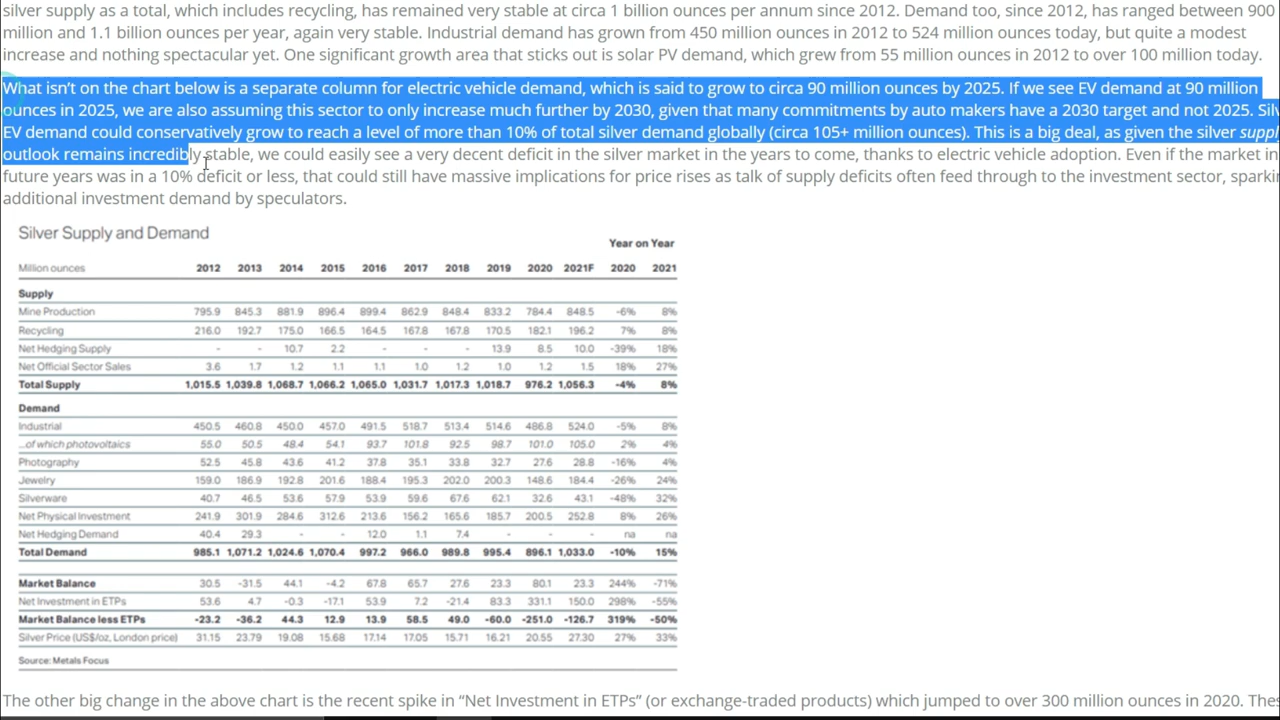 silver supply as a total, which includes recycling, has remained very stable at circa 1 billion ounces per annum since 2012. Demand too, since 2012, has ranged between 900
million and 1.1 billion ounces per year, again very stable. Industrial demand has grown from 450 million ounces in 2012 to 524 million ounces today, but quite a modest
increase and nothing spectacular yet. One significant growth area that sticks out is solar PV demand, which grew from 55 million ounces in 2012 to over 100 million today.
What isn't on the chart below is a separate column for electric vehicle demand, which is said to grow to circa 90 million ounces by 2025. If we see EV demand at 90 million
ounces in 2025, we are also assuming this sector to only increase much further by 2030, given that many commitments by auto makers have a 2030 target and not 2025. Sil
EV demand could conservatively grow to reach a level of more than 10% of total silver demand globally (circa 105+ million ounces). This is a big deal, as given the silver suppl
outlook remains incredibly stable, we could easily see a very decent deficit in the silver market in the years to come, thanks to electric vehicle adoption. Even if the market in
future years was in a 10% deficit or less, that could still have massive implications for price rises as talk of supply deficits often feed through to the investment sector, sparki
additional investment demand by speculators.
Silver Supply and Demand
Year on Year
Million ounces 2012 2013 2014 2015 2016 2017 2018 2019 2020 2021F 2020 2021
Supply
Mine Production 795.9 845.3 881.9 896.4 899.4 862.9 848.4 833.2 784.4 848.5 -6% 8%
Recycling 216.0 192.7 175.0 166.5 164.5 167.8 167.8 170.5 182.1 196.2 7% 8%
Net Hedging Supply - - 10.7 2.2 - - - 13.9 8.5 10.0 -39% 18%
Net Official Sector Sales 3.6 1.7 1.2 1.1 1.1 1.0 1.2 1.0 1.2 1.5 18% 27%
Total Supply 1,015.5 1,039.8 1,068.7 1,066.2 1,065.0 1,031.7 1,017.3 1,018.7 976.2 1,056.3 -4% 8%
Demand
Industrial 450.5 460.8 450.0 457.0 491.5 518.7 513.4 514.6 486.8 524.0 -5% 8%
...of which photovoltaics 55.0 50.5 48.4 54.1 93.7 101.8 92.5 98.7 101.0 105.0 2% 4%
Photography 52.5 45.8 43.6 41.2 37.8 35.1 33.8 32.7 27.6 28.8 -16% 4%
Jewelry 159.0 186.9 192.8 201.6 188.4 195.3 202.0 200.3 148.6 184.4 -26% 24%
Silverware 40.7 46.5 53.6 57.9 53.9 59.6 67.6 62.1 32.6 43.1 -48% 32%
Net Physical Investment 241.9 301.9 284.6 312.6 213.6 156.2 165.6 185.7 200.5 252.8 8% 26%
Net Hedging Demand 40.4 29.3 - - 12.0 1.1 7.4 - - - na na
Total Demand 985.1 1,071.2 1,024.6 1,070.4 997.2 966.0 989.8 995.4 896.1 1,033.0 -10% 15%
Market Balance 30.5 -31.5 44.1 -4.2 67.8 65.7 27.6 23.3 80.1 23.3 244% -71%
Net Investment in ETPs 53.6 4.7 -0.3 -17.1 53.9 7.2 -21.4 83.3 331.1 150.0 298% -55%
Market Balance less ETPs -23.2 -36.2 44.3 12.9 13.9 58.5 49.0 -60.0 -251.0 -126.7 319% -50%
Silver Price (US$/oz, London price) 31.15 23.79 19.08 15.68 17.14 17.05 15.71 16.21 20.55 27.30 27% 33%
Source: Metals Focus
The other big change in the above chart is the recent spike in “Net Investment in ETPs” (or exchange-traded products) which jumped to over 300 million ounces in 2020. The